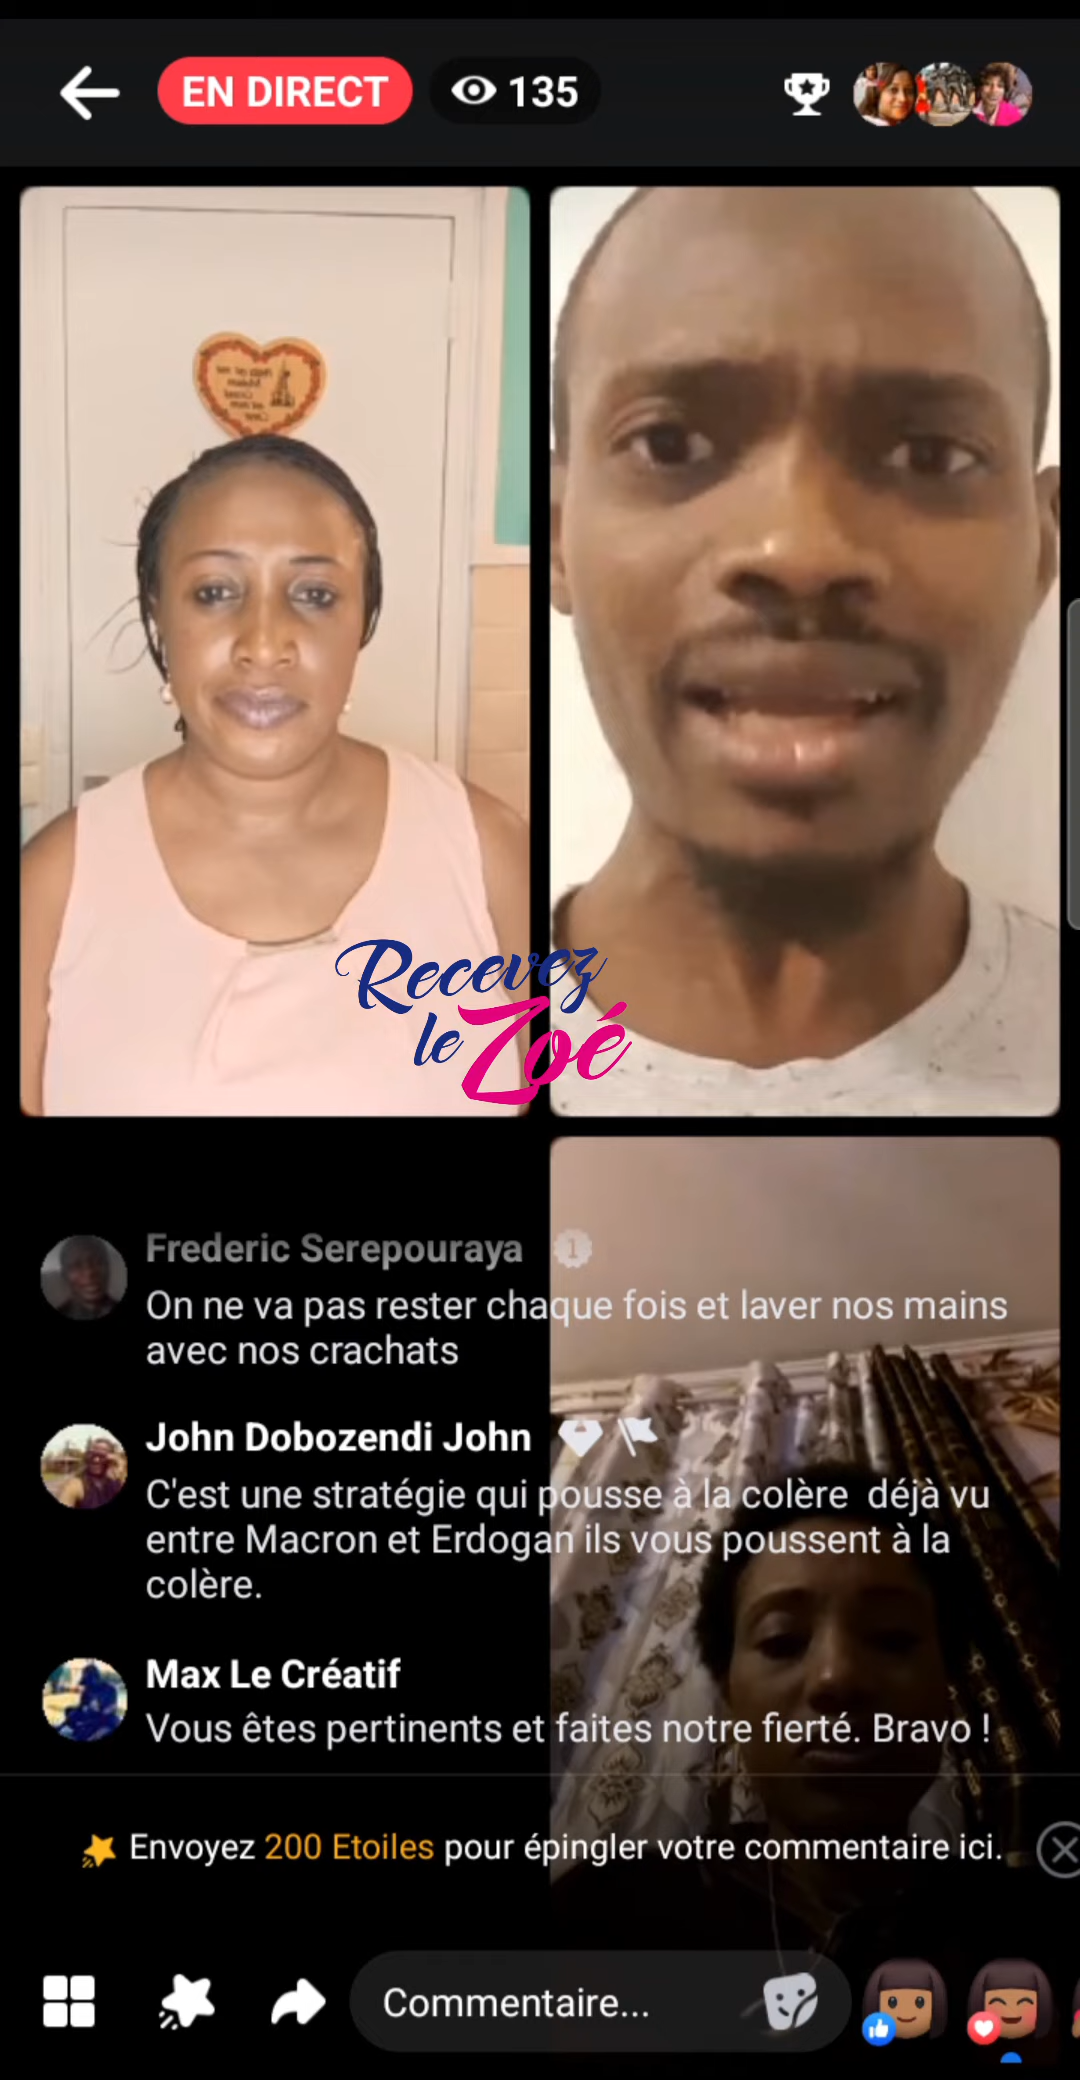 EN DIRECT
135
Recevez
le Zoé
Frederic Serepouraya
1
On ne va pas rester chaque fois et laver nos mains
avec nos crachats
John Dobozendi John
C'est une stratégie qui pousse à la colère  déjà vu
entre Macron et Erdogan ils vous poussent à la
colère.
Max Le Créatif
Vous êtes pertinents et faites notre fierté. Bravo !
Envoyez 200 Etoiles pour épingler votre commentaire ici.
Commentaire...